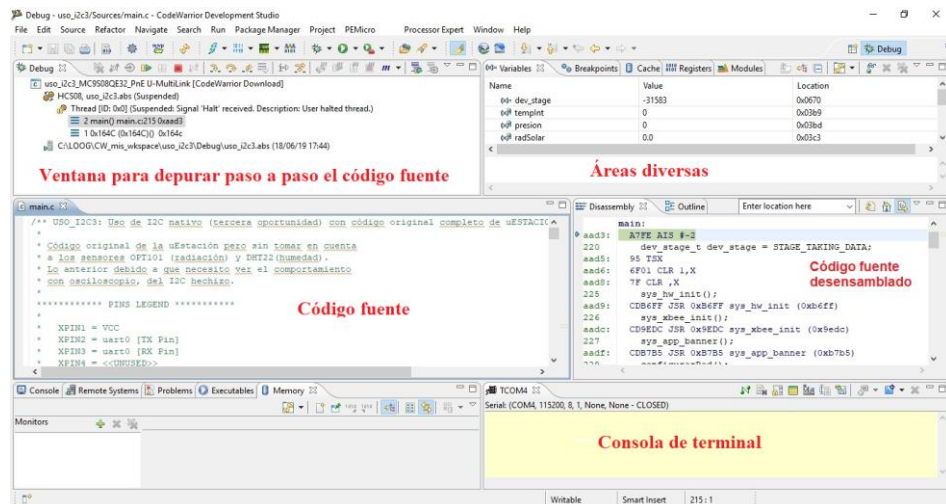 Debug - uso_i2c3/Sources/main.c - CodeWarrior Development Studio
File Edit Source Refactor Navigate Search Run Package Manager Project PEMicro Processor Expert Window Help
Debug
Debug
uso_i2c3_MC9S08QE32_PnE U-MultiLink [CodeWarrior Download]
HCS08, uso_i2c3.abs (Suspended)
Thread [ID: 0x0] (Suspended: Signal 'Halt' received. Description: User halted thread.)
2 main() main.c:215 0xaad3
1 0x164C (0x164C)() 0x164c
C:\LOOG\CW_mis_wkspace\uso_i2c3\Debug\uso_i2c3.abs (18/06/19 17:44)
Ventana para depurar paso a paso el código fuente
Variables Breakpoints Cache Registers Modules
Name Value Location
dev_stage -31583 0x0670
tempInt 0 0x03b9
presion 0 0x03bd
radSolar 0.0 0x03c3
Áreas diversas
main.c
/** USO_I2C3: Uso de I2C nativo (tercera oportunidad) con código original completo de uESTACIO
*
* Código original de la uEstación pero sin tomar en cuenta
* a los sensores OPT101 (radiación) y DHT22(humedad).
* Lo anterior debido a que necesito ver el comportamiento
* con osciloscopio, del I2C hechizo.
*
************ PINS LEGEND ***********
*
* XPIN1 = VCC
* XPIN2 = uart0 [TX Pin]
* XPIN3 = uart0 [RX Pin]
* XPIN4 = <<UNUSED>>
Código fuente
Disassembly Outline Enter location here
main:
aad3: A7FE AIS #-2
220 dev_stage_t dev_stage = STAGE_TAKING_DATA;
aad5: 95 TSX
aad6: 6F01 CLR 1,X
aad8: 7F CLR ,X
225 sys_hw_init();
aad9: CDB6FF JSR 0xB6FF sys_hw_init (0xb6ff)
226 sys_xbee_init();
aadc: CD9EDC JSR 0x9EDC sys_xbee_init (0x9edc)
227 sys_app_banner();
aadf: CDB7B5 JSR 0xB7B5 sys_app_banner (0xb7b5)
Código fuente
desensamblado
Console Remote Systems Problems Executables Memory
Monitors
TCOM4
Serial: (COM4, 115200, 8, 1, None, None - CLOSED)
Consola de terminal
Writable Smart Insert 215 : 1